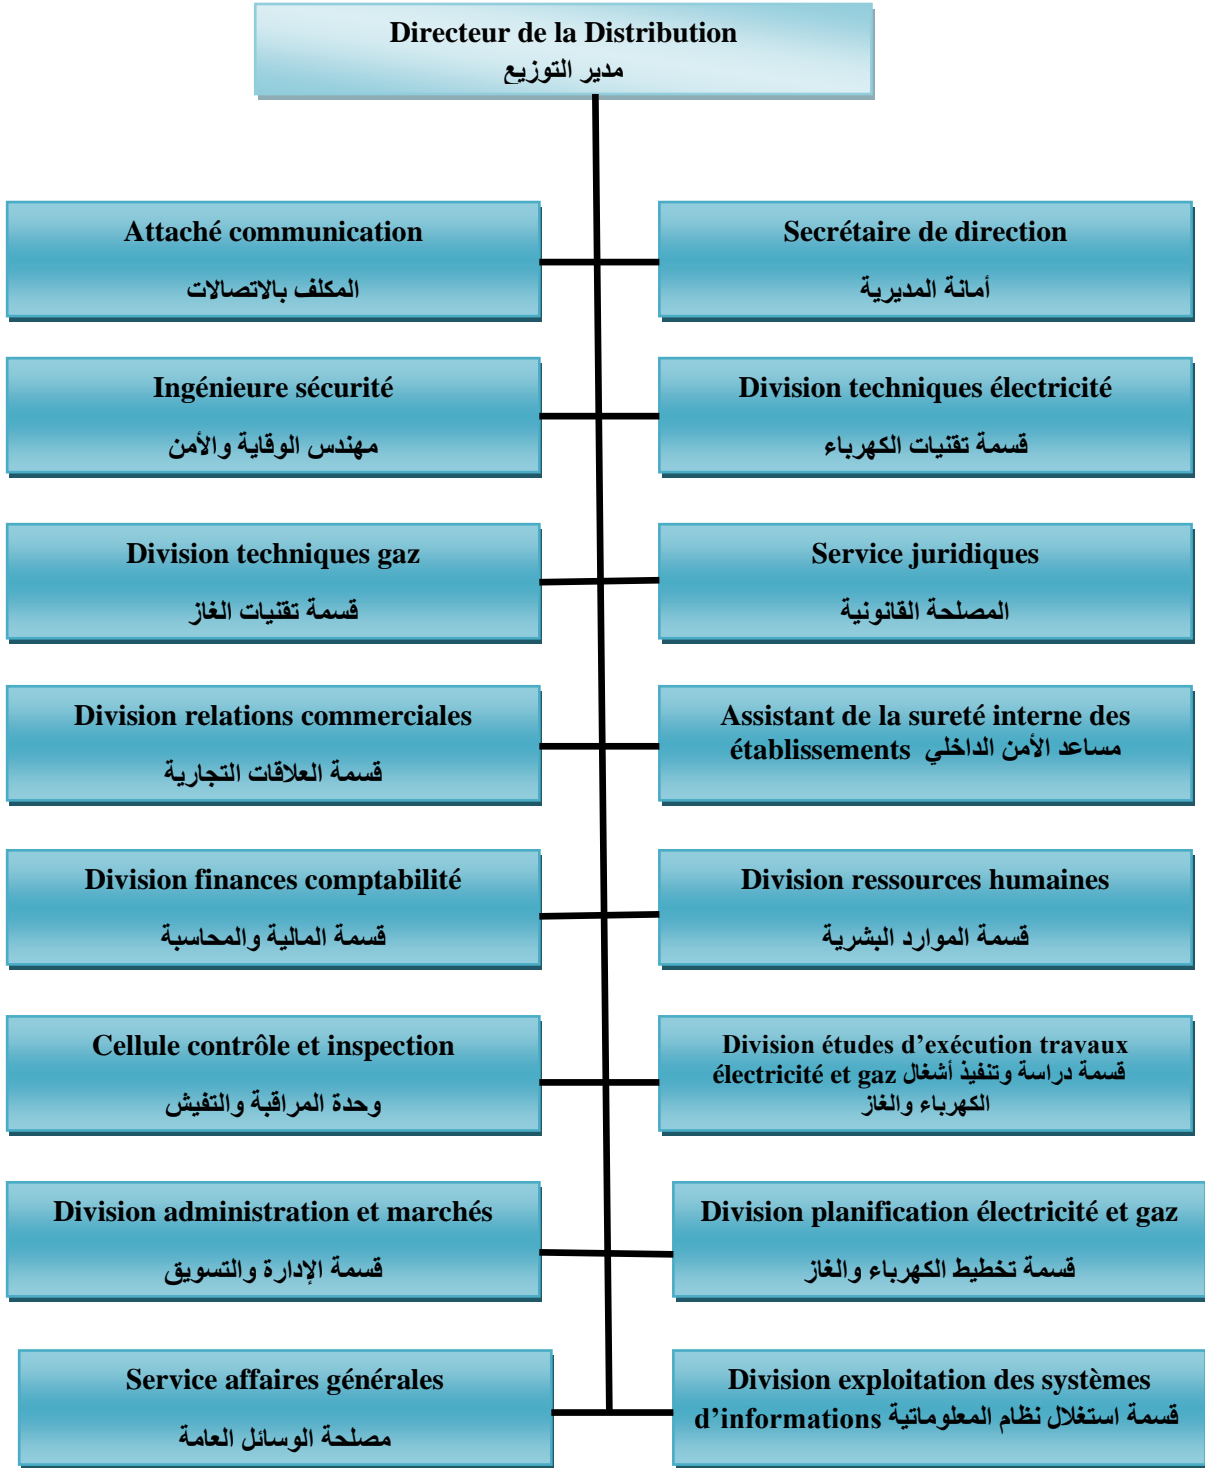 Directeur de la Distribution
مدير التوزيع
Attaché communication
المكلف بالاتصالات
Secrétaire de direction
أمانة المديرية
Ingénieure sécurité
مهندس الوقاية والأمن
Division techniques électricité
قسمة تقنيات الكهرباء
Division techniques gaz
قسمة تقنيات الغاز
Service juridiques
المصلحة القانونية
Division relations commerciales
قسمة العلاقات التجارية
Assistant de la sureté interne des
établissements مساعد الأمن الداخلي
Division finances comptabilité
قسمة المالية والمحاسبة
Division ressources humaines
قسمة الموارد البشرية
Cellule contrôle et inspection
وحدة المراقبة والتفيش
Division études d’exécution travaux
électricité et gaz قسمة دراسة وتنفيذ أشغال
الكهرباء والغاز
Division administration et marchés
قسمة الإدارة والتسويق
Division planification électricité et gaz
قسمة تخطيط الكهرباء والغاز
Service affaires générales
مصلحة الوسائل العامة
Division exploitation des systèmes
d’informations قسمة استغلال نظام المعلوماتية